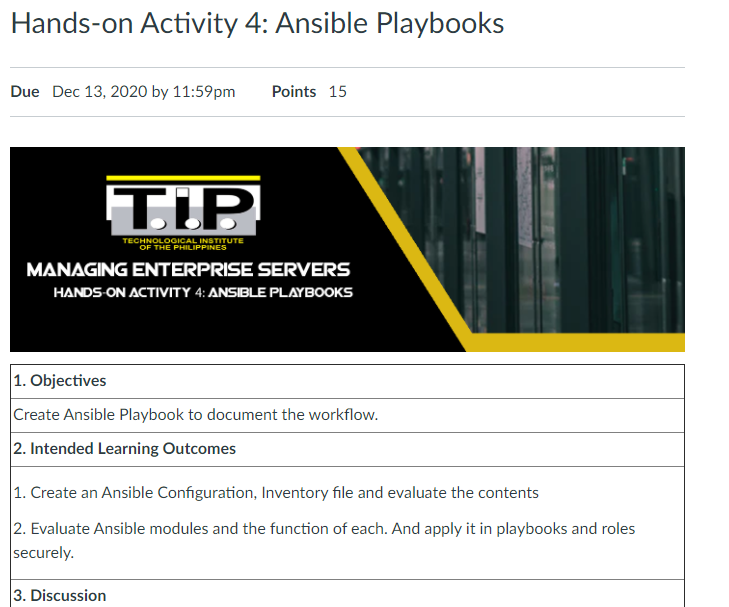 Hands-on Activity 4: Ansible Playbooks
Due Dec 13, 2020 by 11:59pm Points 15
T.I.P.
TECHNOLOGICAL INSTITUTE
OF THE PHILIPPINES
MANAGING ENTERPRISE SERVERS
HANDS-ON ACTIVITY 4: ANSIBLE PLAYBOOKS
1. Objectives
Create Ansible Playbook to document the workflow.
2. Intended Learning Outcomes
1. Create an Ansible Configuration, Inventory file and evaluate the contents
2. Evaluate Ansible modules and the function of each. And apply it in playbooks and roles
securely.
3. Discussion